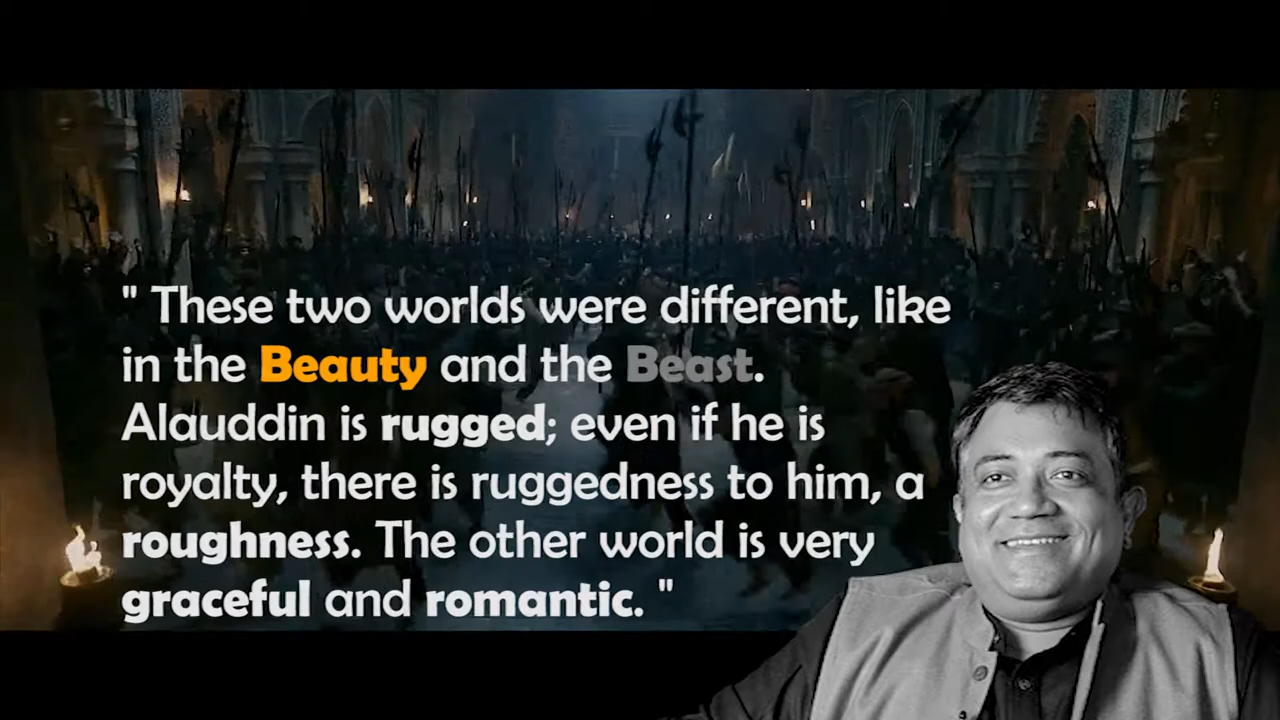 " These two worlds were different, like
in the Beauty and the Beast.
Alauddin is rugged; even if he is
royalty, there is ruggedness to him, a
roughness. The other world is very
graceful and romantic. "